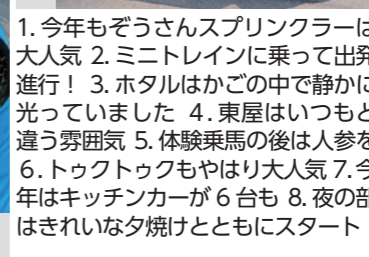 1. 今年もぞうさんスプリンクラーは
大人気 2. ミニトレインに乗って出発
進行！ 3. ホタルはかごの中で静かに
光っていました 4. 東屋はいつもと
違う雰囲気 5. 体験乗馬の後は人参を
６. トゥクトゥクもやはり大人気 7. 今
年はキッチンカーが 6 台も 8. 夜の部
はきれいな夕焼けとともにスタート